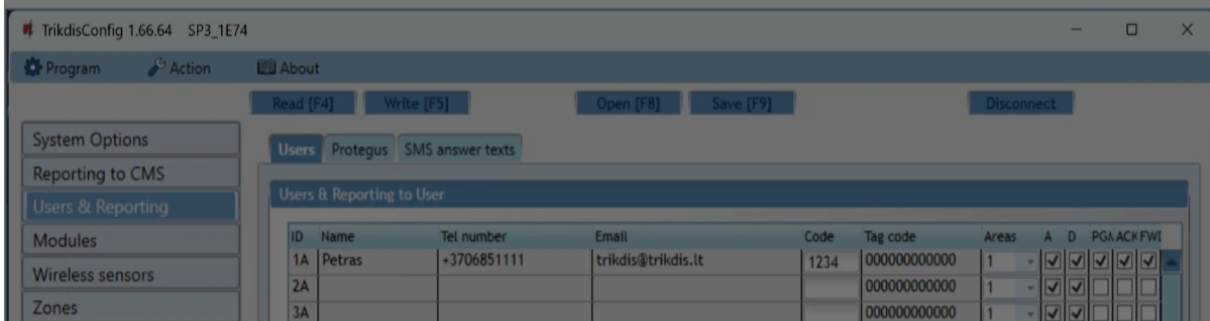 TrikdisConfig 1.66.64 SP3_1E74
Program Action About
Read [F4] Write [F5] Open [F8] Save [F9] Disconnect
System Options
Users Protegus SMS answer texts
Reporting to CMS
Users & Reporting to User
Users & Reporting
Modules
ID Name Tel number Email Code Tag code Areas A D PGM ACK FWD
1A Petras +3706851111 trikdis@trikdis.lt 1234 000000000000 1
Wireless sensors
2A 000000000000 1
Zones
3A 000000000000 1